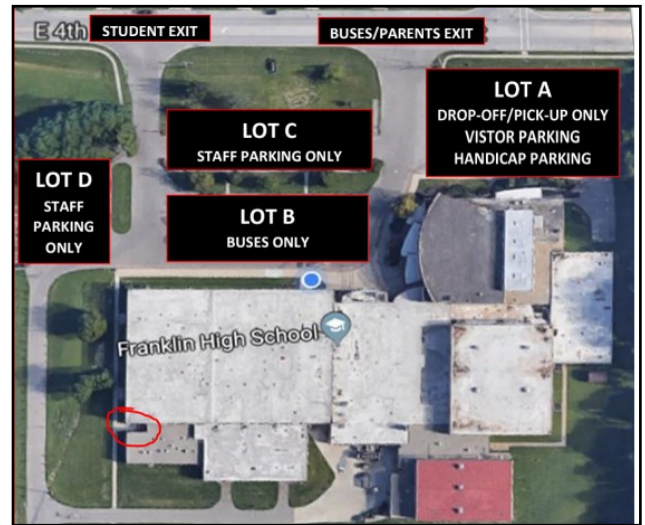 E 4th
STUDENT EXIT
BUSES/PARENTS EXIT
LOT A
DROP-OFF/PICK-UP ONLY
VISTOR PARKING
HANDICAP PARKING
LOT C
STAFF PARKING ONLY
LOT D
STAFF
PARKING
ONLY
LOT B
BUSES ONLY
Franklin High School